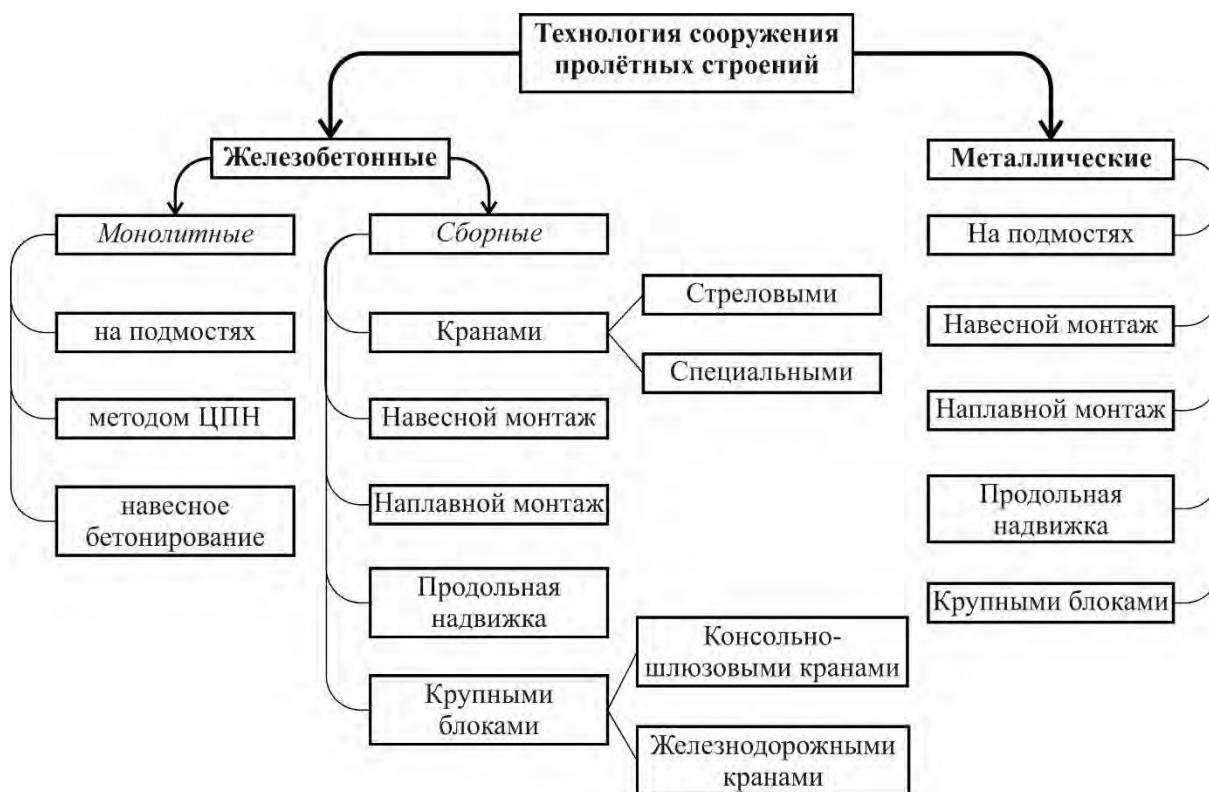 Технология сооружения
пролётных строений
Железобетонные
Металлические
Монолитные
на подмостях
методом ЦПН
навесное
бетонирование
Сборные
Кранами
Стреловыми
Специальными
Навесной монтаж
Наплавной монтаж
Продольная
надвижка
Крупными
блоками
Консольно-
шлюзовыми кранами
Железнодорожными
кранами
На подмостях
Навесной монтаж
Наплавной монтаж
Продольная
надвижка
Крупными блоками